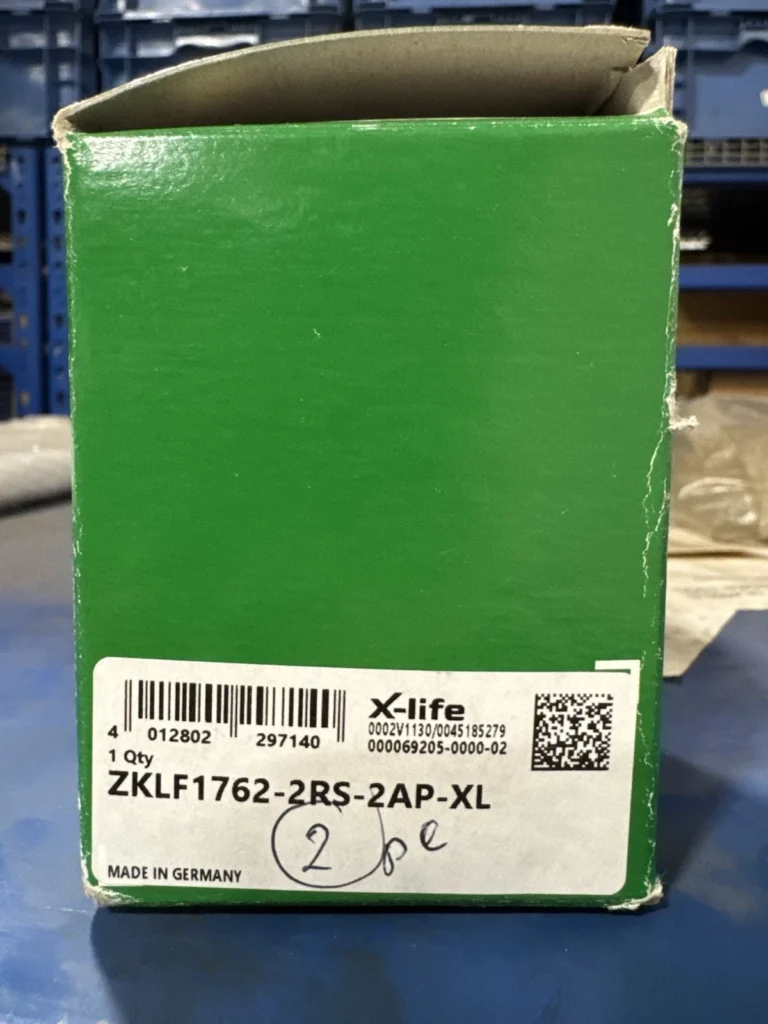 4 012802 297140
X-life
0002V1130/0045185279
000069205-0000-02
1 Qty
ZKLF1762-2RS-2AP-XL
2 pc
MADE IN GERMANY